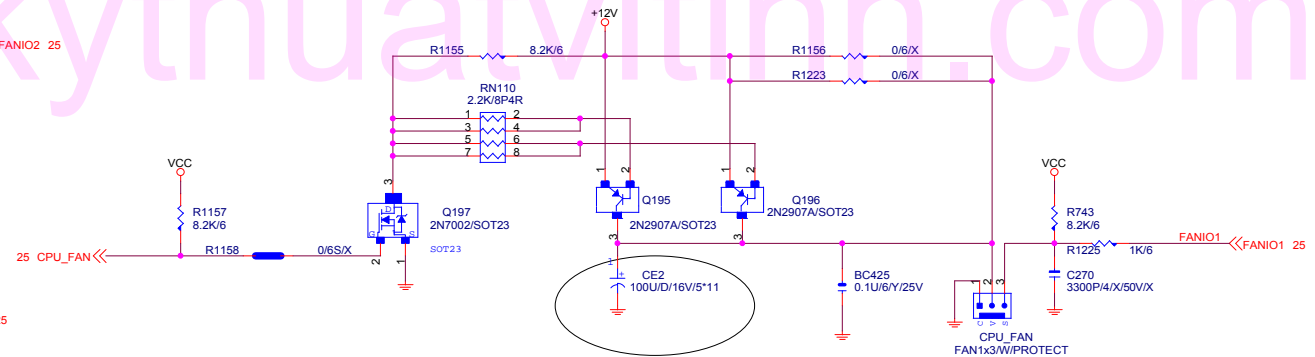 kythuatvitinh.com
+12V
FANIO2 25
R1155 8.2K/6
R1156 0/6/X
R1223 0/6/X
RN110
2.2K/8P4R
1 2
3 4
5 6
7 8
VCC
R1157
8.2K/6
3
D
G S
2 1
Q197
2N7002/SOT23
SOT23
1 2
Q195
2N2907A/SOT23
3
1 2
Q196
2N2907A/SOT23
3
VCC
R743
8.2K/6
25 CPU_FAN
R1158 0/6S/X
R1225 1K/6
FANIO1
FANIO1 25
1
+
CE2
100U/D/16V/5*11
BC425
0.1U/6/Y/25V
C270
3300P/4/X/50V/X
1 2 3
C V S
CPU_FAN
FAN1x3/W/PROTECT
25